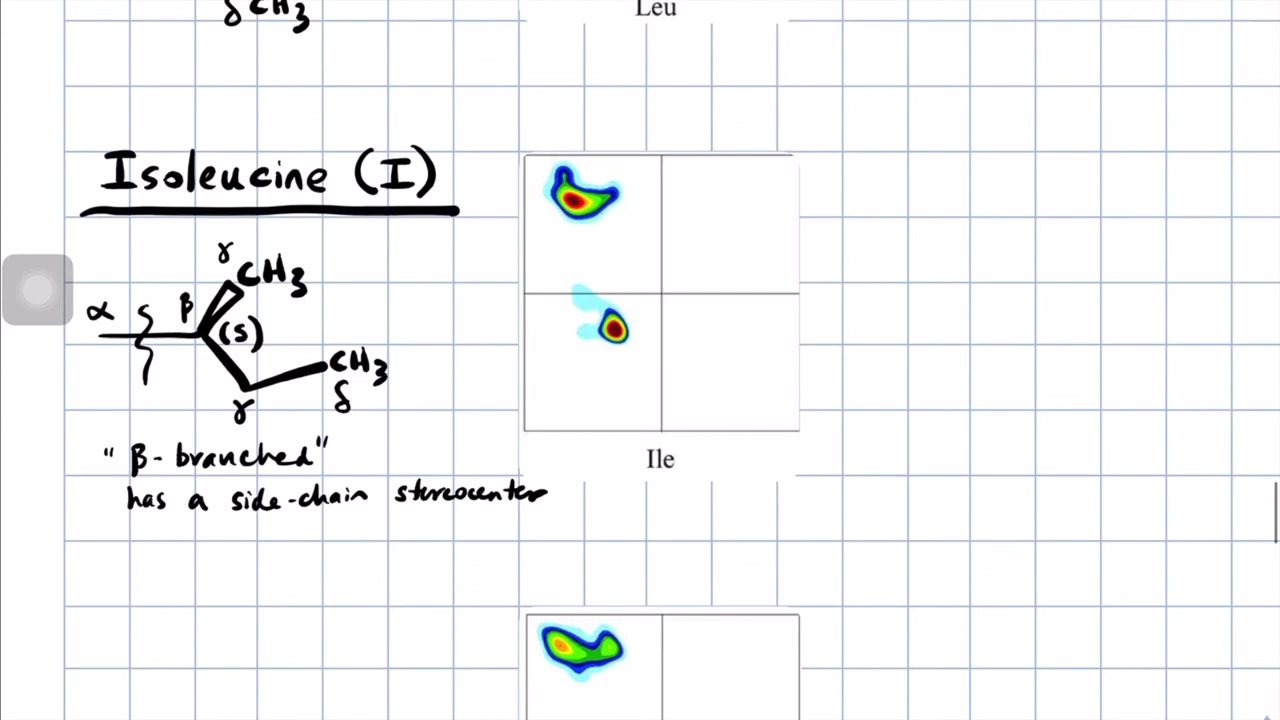 δ CH3
Leu
Isoleucine (I)
γ
CH3
α
β
(S)
CH3
γ
δ
"β-branched"
has a side-chain stereocenter
Ile